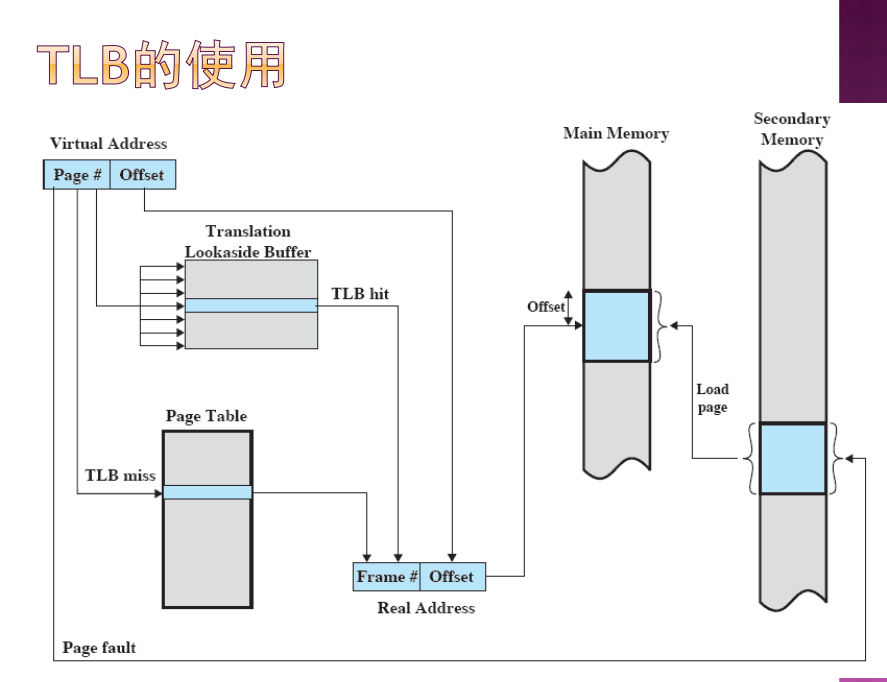 TLB的使用
Virtual Address
Page #
Offset
Translation
Lookaside Buffer
TLB hit
Page Table
TLB miss
Frame #
Offset
Real Address
Page fault
Main Memory
Offset
Load
page
Secondary
Memory